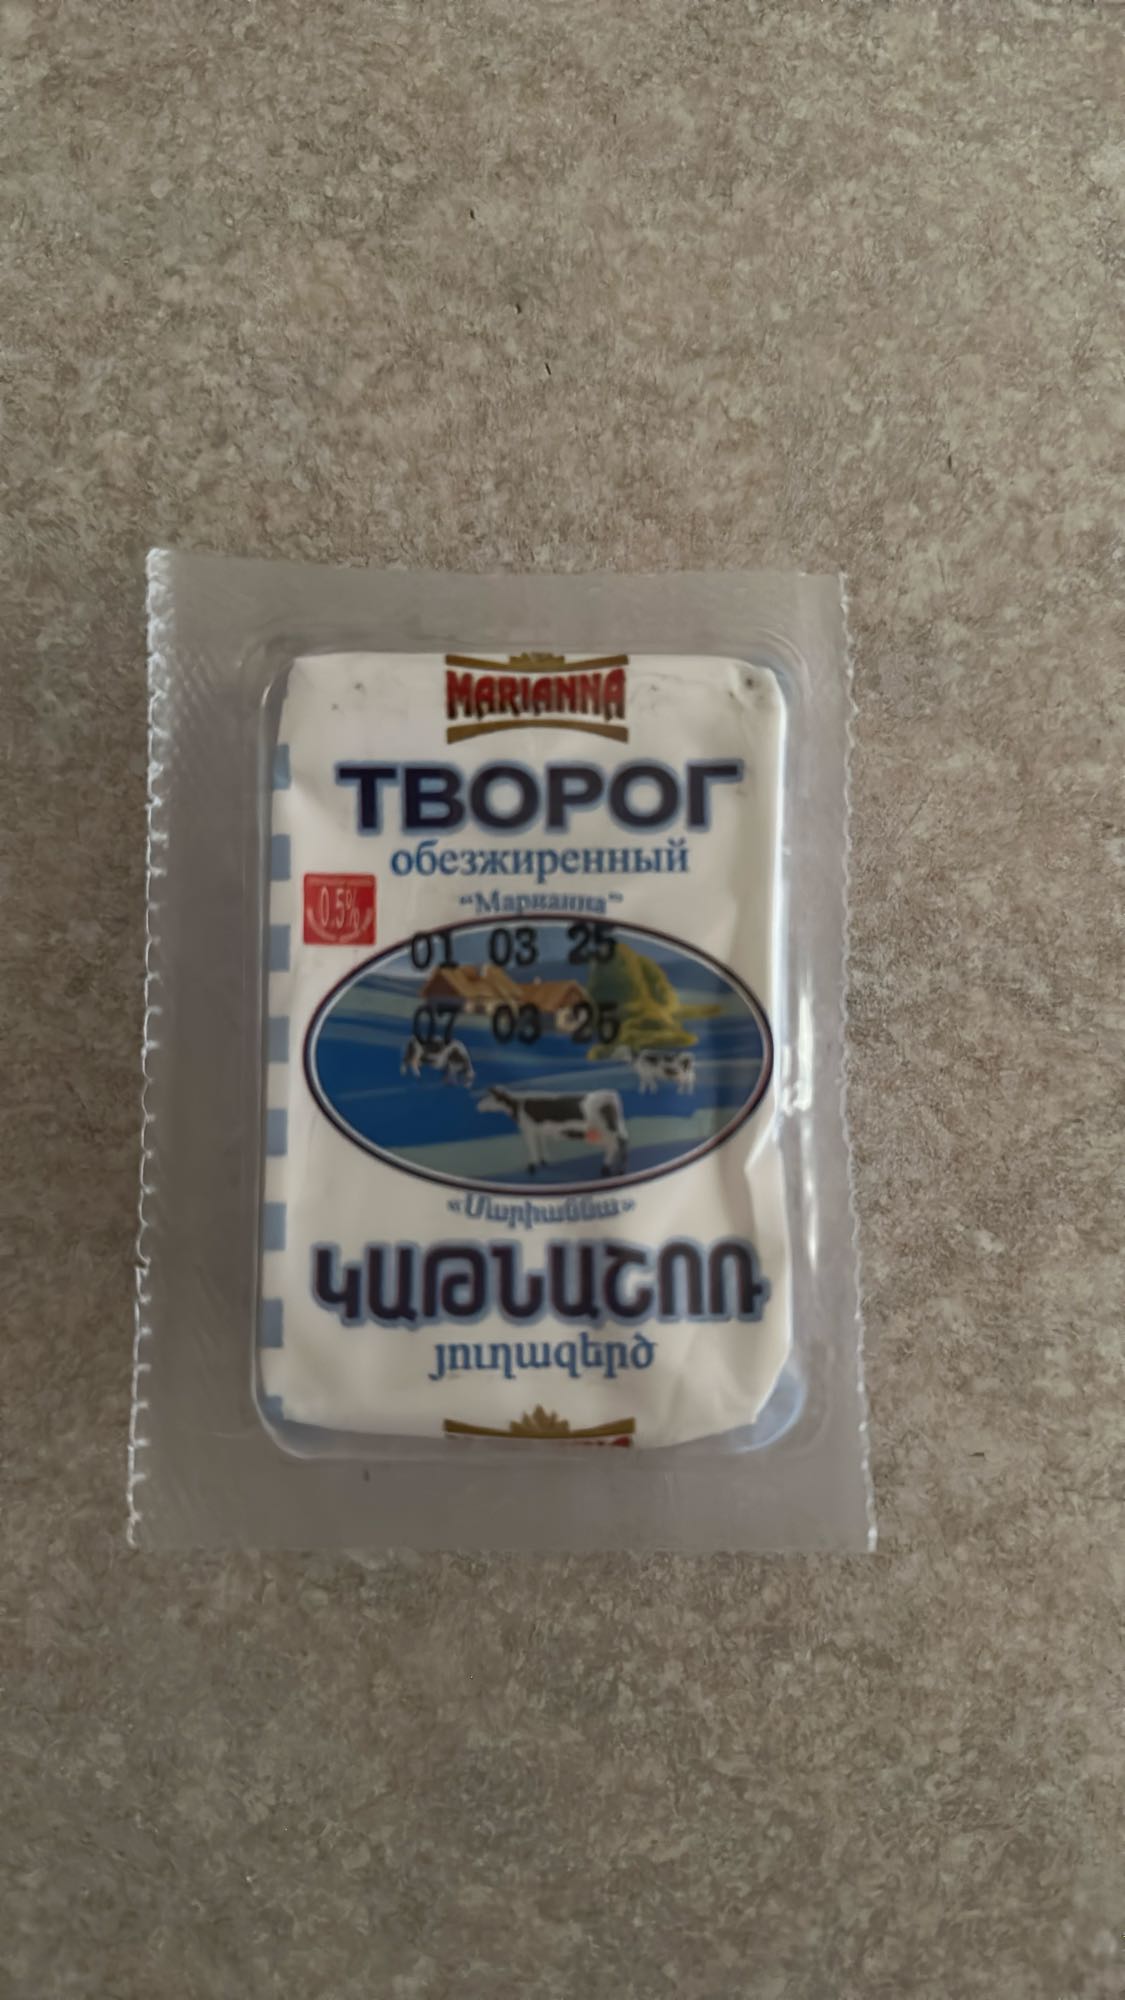 MARIANNA
ТВОРОГ
обезжиренный
0.5%
“Марианна”
01 03 25
07 03 25
«Մարիաննա»
ԿԱԹՆԱՇՈՌ
յուղազերծ